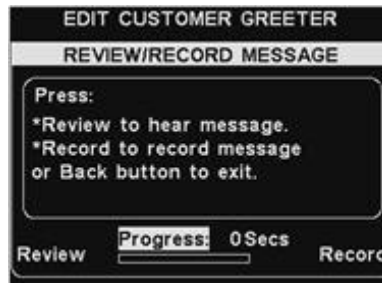 EDIT CUSTOMER GREETER
REVIEW/RECORD MESSAGE
Press:
*Review to hear message.
*Record to record message
or Back button to exit.
Progress: 0Secs
Review Record